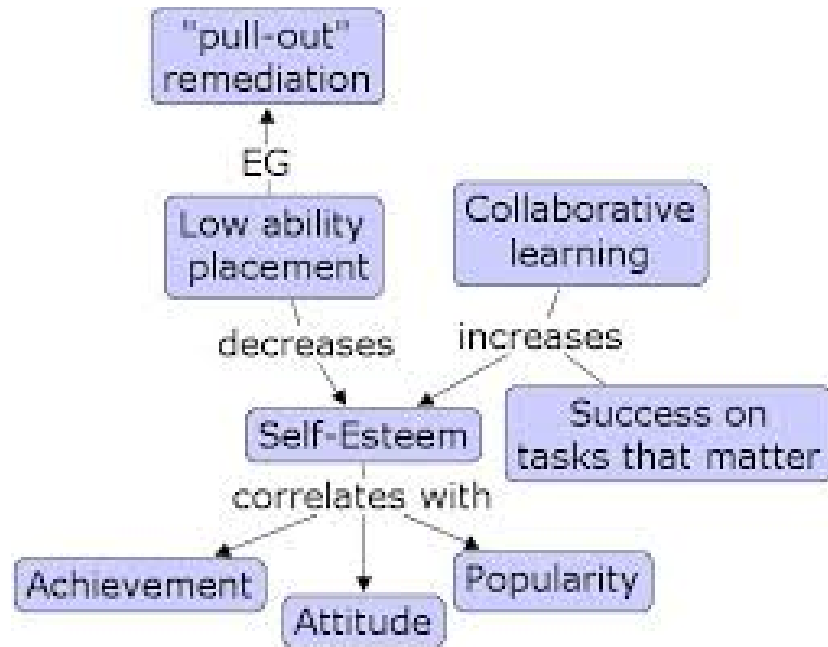 "pull-out"
remediation
EG
Low ability
placement
Collaborative
learning
decreases
increases
Self-Esteem
Success on
tasks that matter
correlates with
Achievement
Attitude
Popularity